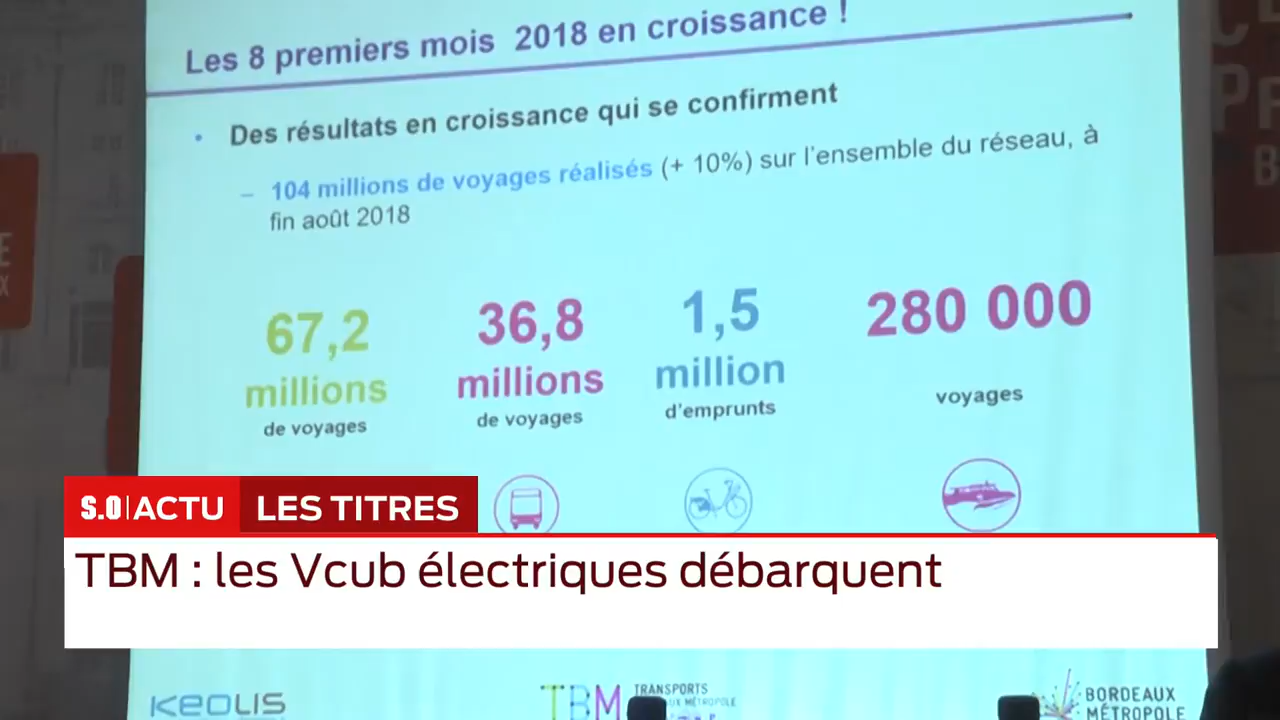 Les 8 premiers mois 2018 en croissance !
• Des résultats en croissance qui se confirment
– 104 millions de voyages réalisés (+ 10%) sur l'ensemble du réseau, à
fin août 2018
67,2
millions
de voyages
36,8
millions
de voyages
1,5
million
d'emprunts
280 000
voyages
S.O|ACTU
LES TITRES
TBM : les Vcub électriques débarquent
KEOLIS
TBM
TRANSPORTS
MÉTROPOLE
BORDEAUX
MÉTROPOLE